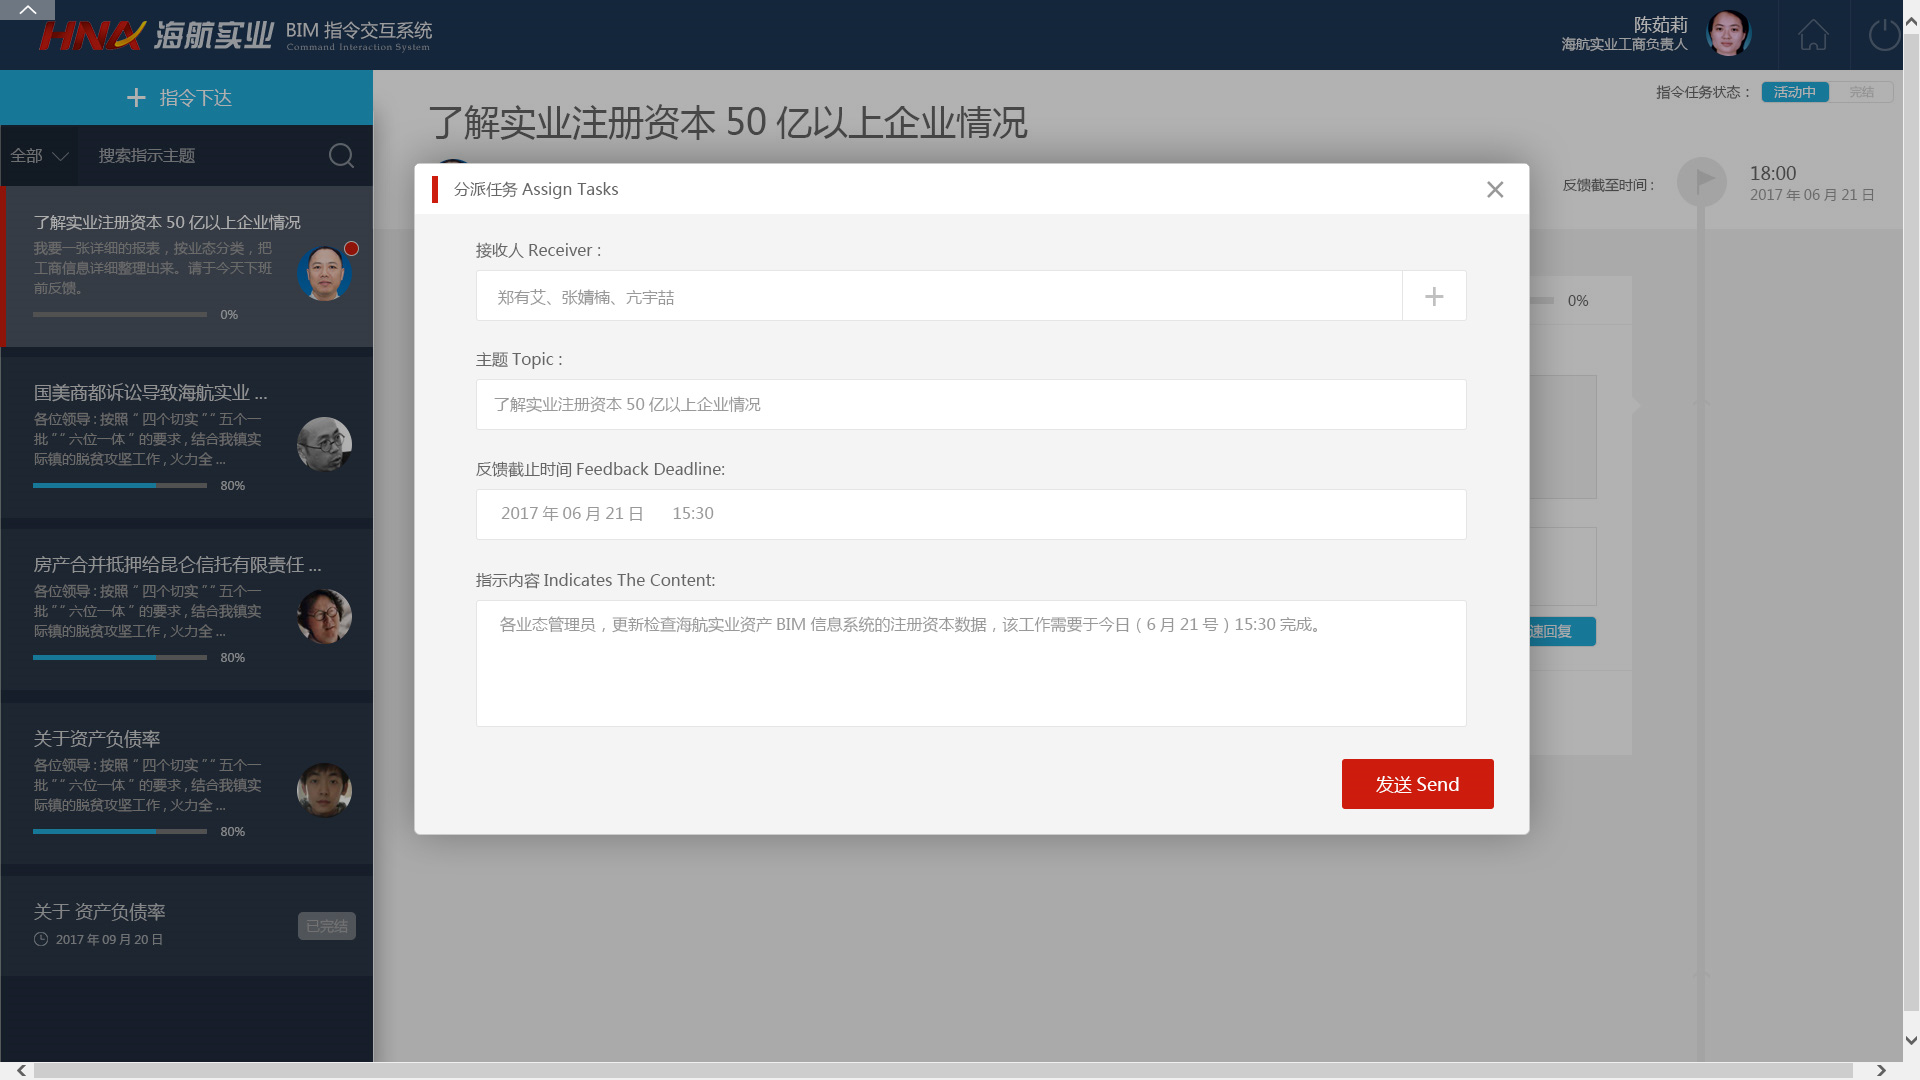 HNA 海航实业
BIM 指令交互系统
Command Interaction System
陈茹莉
海航实业工商负责人
指令下达
全部
搜索指示主题
了解实业注册资本 50 亿以上企业情况
我要一张详细的报表，按业态分类，把
工商信息详细整理出来。请于今天下班
前反馈。
0%
国美商都诉讼导致海航实业 ...
各位领导 : 按照 “ 四个切实 ” “ 五个一
批 ” “ 六位一体 ” 的要求 , 结合我镇实
际镇的脱贫攻坚工作 , 火力全 ...
80%
房产合并抵押给昆仑信托有限责任 ...
各位领导 : 按照 “ 四个切实 ” “ 五个一
批 ” “ 六位一体 ” 的要求 , 结合我镇实
际镇的脱贫攻坚工作 , 火力全 ...
80%
关于资产负债率
各位领导 : 按照 “ 四个切实 ” “ 五个一
批 ” “ 六位一体 ” 的要求 , 结合我镇实
际镇的脱贫攻坚工作 , 火力全 ...
80%
关于 资产负债率
2017 年 09 月 20 日
已完结
指令任务状态：
活动中
完结
了解实业注册资本 50 亿以上企业情况
反馈截至时间 :
18:00
2017 年 06 月 21 日
0%
速回复
分派任务 Assign Tasks
接收人 Receiver :
郑有艾、张婧楠、亢宇喆
主题 Topic :
了解实业注册资本 50 亿以上企业情况
反馈截止时间 Feedback Deadline:
2017 年 06 月 21 日 15:30
指示内容 Indicates The Content:
各业态管理员，更新检查海航实业资产 BIM 信息系统的注册资本数据，该工作需要于今日（ 6 月 21 号 ）15:30 完成。
发送 Send